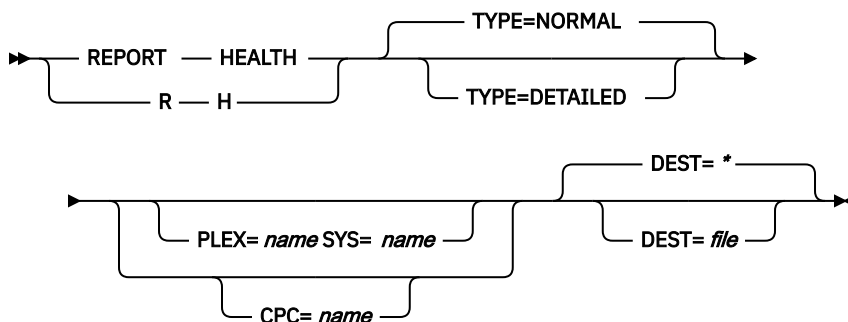 TYPE=NORMAL
REPORT HEALTH
R H
TYPE=DETAILED
DEST= *
PLEX= name SYS= name
DEST= file
CPC= name